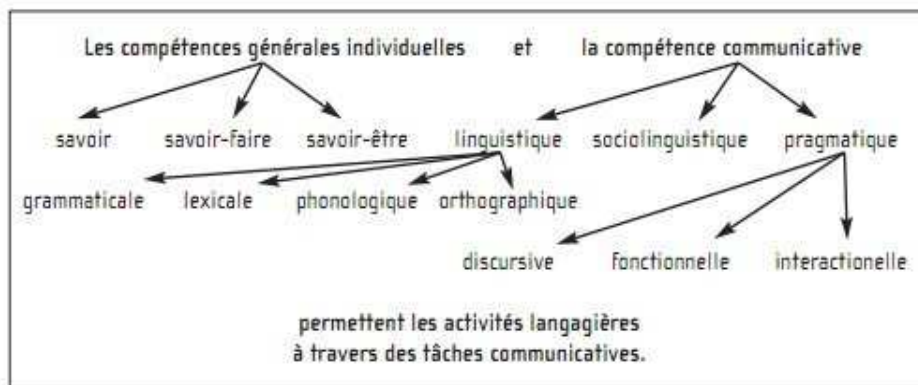 Les compétences générales individuelles et la compétence communicative
savoir savoir-faire savoir-être linguistique sociolinguistique pragmatique
grammaticale lexicale phonologique orthographique
discursive fonctionnelle interactionelle
permettent les activités langagières
à travers des tâches communicatives.